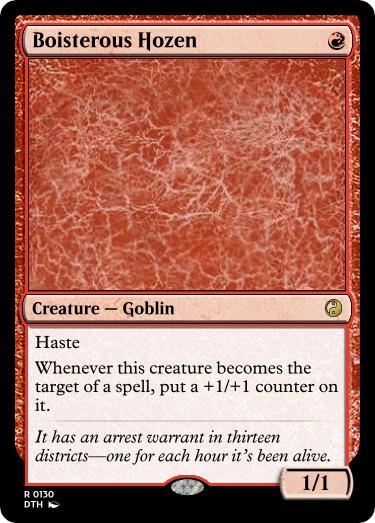 Boisterous Hozen
Creature — Goblin
Haste
Whenever this creature becomes the
target of a spell, put a +1/+1 counter on
it.
It has an arrest warrant in thirteen
districts—one for each hour it's been alive.
1/1
R 0130
DTH